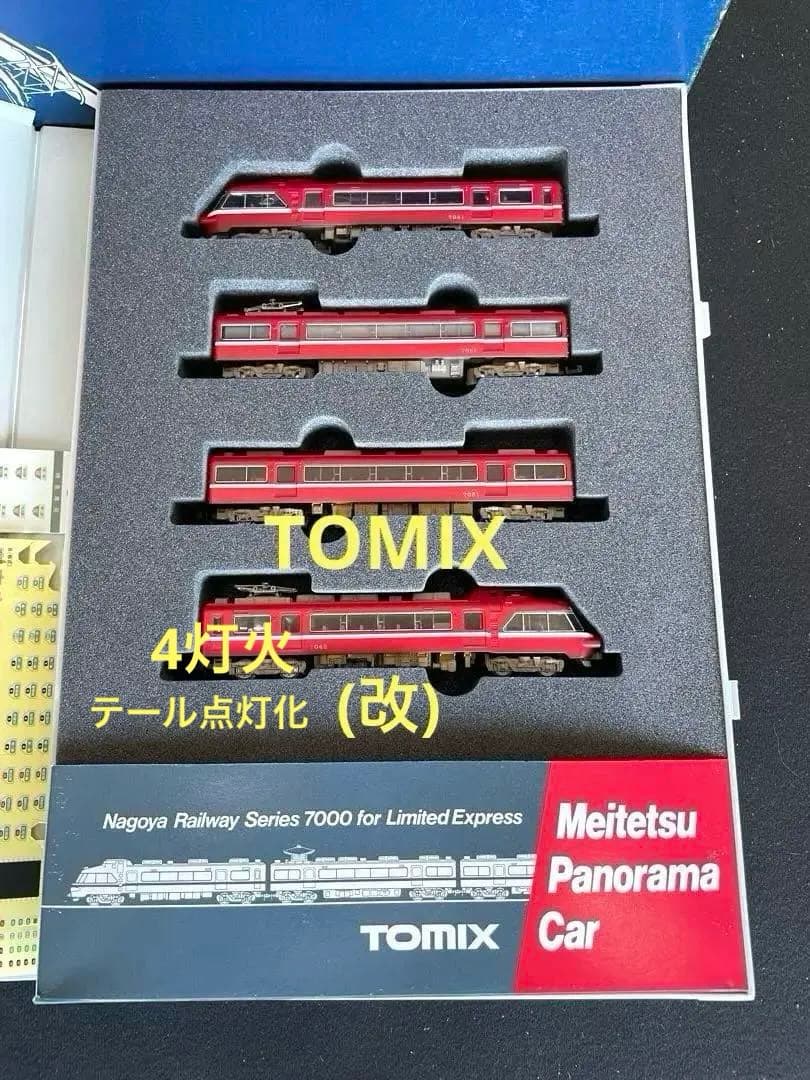 7061
TOMIX
4灯火
テール点灯化 (改)
Nagoya Railway Series 7000 for Limited Express
TOMIX
Meitetsu
Panorama
Car